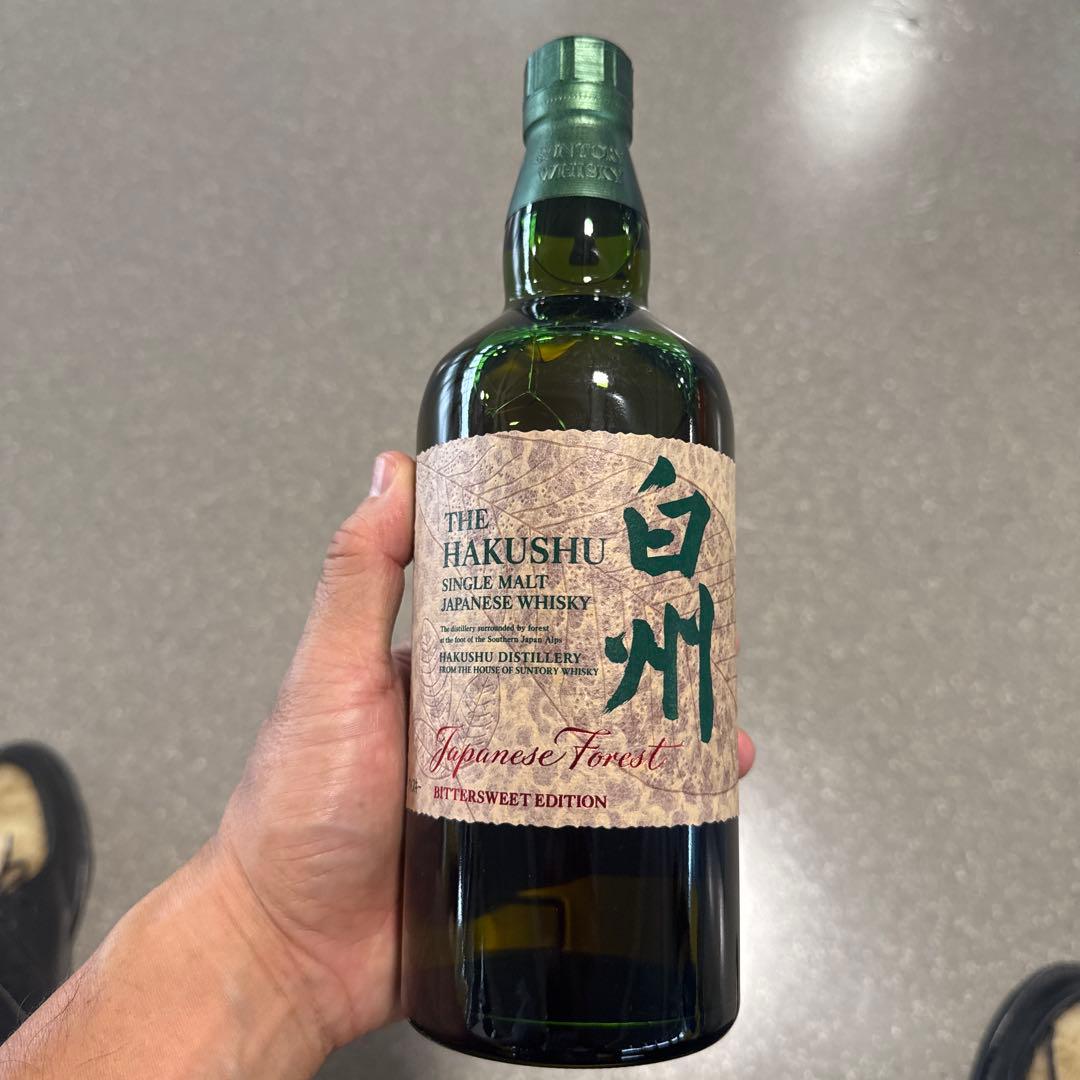 SUNTORY
WHISKY
THE
HAKUSHU
SINGLE MALT
JAPANESE WHISKY
The distillery surrounded by forest
at the foot of the Southern Japan Alps
HAKUSHU DISTILLERY
FROM THE HOUSE OF SUNTORY WHISKY
白州
Japanese Forest
BITTERSWEET EDITION